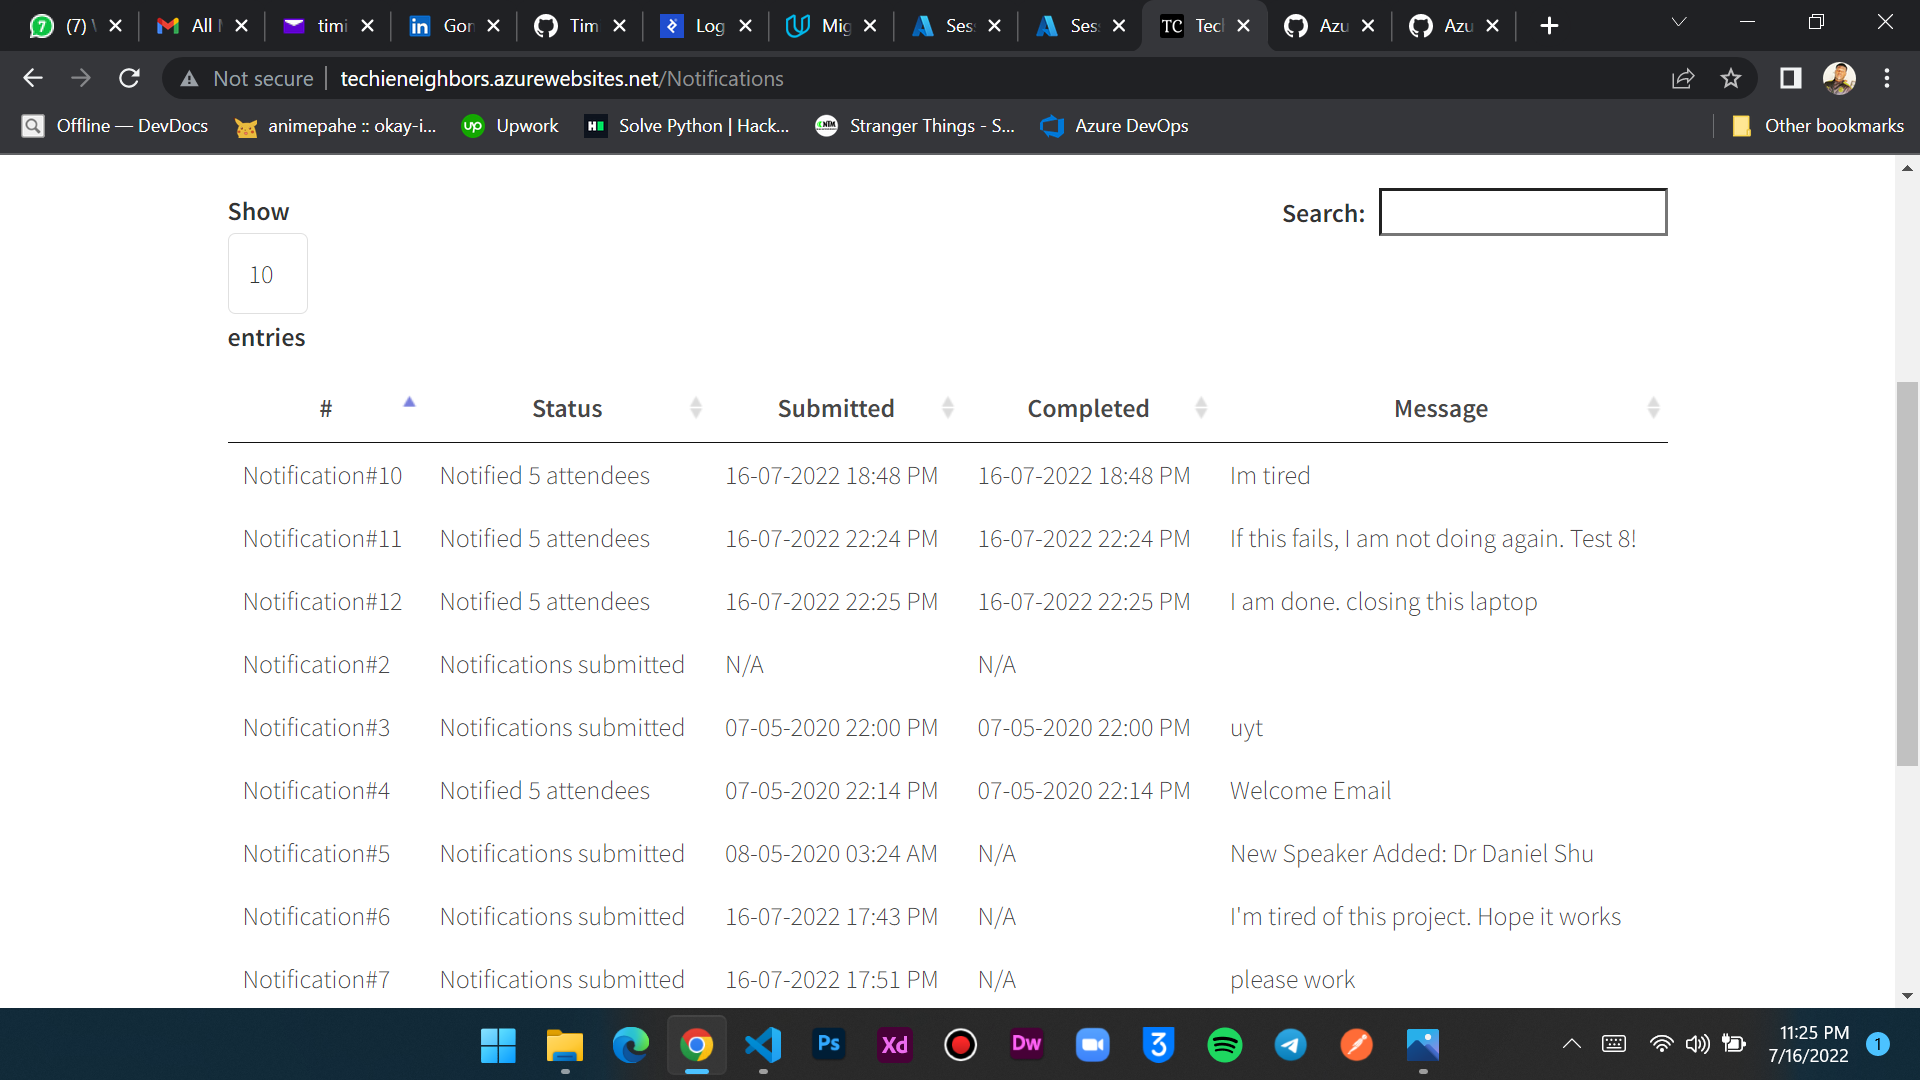 (7) \ All M timi Gon Tim Log Mig Ses Ses TC Tech Azu Azu
Not secure techieneighbors.azurewebsites.net/Notifications
Offline — DevDocs animepahe :: okay-i... up Upwork H Solve Python | Hack... CNTM Stranger Things - S... Azure DevOps Other bookmarks
Show
10
entries
Search:
# Status Submitted Completed Message
Notification#10 Notified 5 attendees 16-07-2022 18:48 PM 16-07-2022 18:48 PM Im tired
Notification#11 Notified 5 attendees 16-07-2022 22:24 PM 16-07-2022 22:24 PM If this fails, I am not doing again. Test 8!
Notification#12 Notified 5 attendees 16-07-2022 22:25 PM 16-07-2022 22:25 PM I am done. closing this laptop
Notification#2 Notifications submitted N/A N/A
Notification#3 Notifications submitted 07-05-2020 22:00 PM 07-05-2020 22:00 PM uyt
Notification#4 Notified 5 attendees 07-05-2020 22:14 PM 07-05-2020 22:14 PM Welcome Email
Notification#5 Notifications submitted 08-05-2020 03:24 AM N/A New Speaker Added: Dr Daniel Shu
Notification#6 Notifications submitted 16-07-2022 17:43 PM N/A I'm tired of this project. Hope it works
Notification#7 Notifications submitted 16-07-2022 17:51 PM N/A please work
Ps Xd Dw 3
11:25 PM
7/16/2022
1